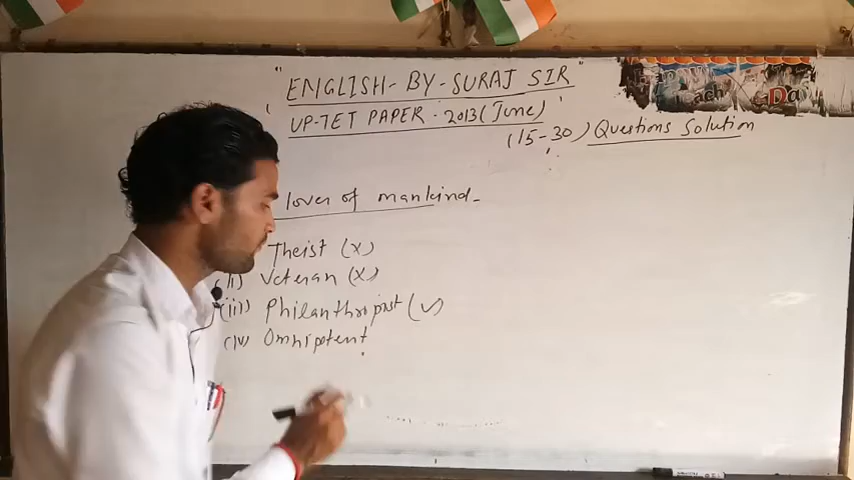 "ENGLISH- BY- SURAJ SIR"
'UP-TET PAPER - 2013 (June)'
(15-30) Questions Solution
lover of mankind -
Theist (x)
(ii) Veteran (x)
(iii) Philanthropist (✓)
(iv) Omnipotent